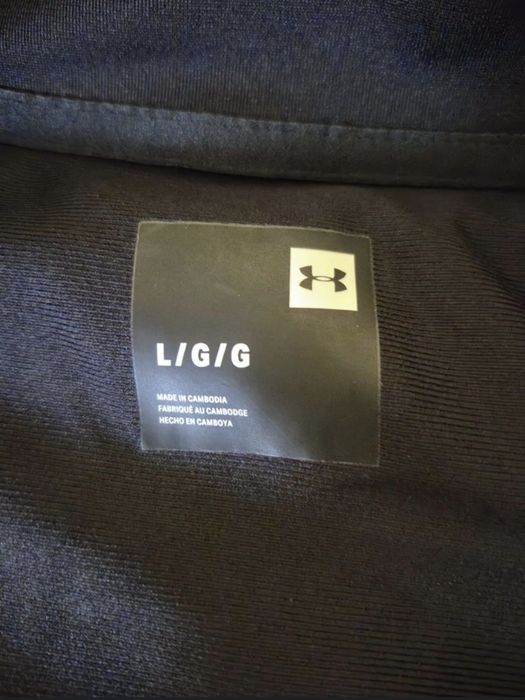 L/G/G
MADE IN CAMBODIA
FABRIQUÉ AU CAMBODGE
HECHO EN CAMBOYA